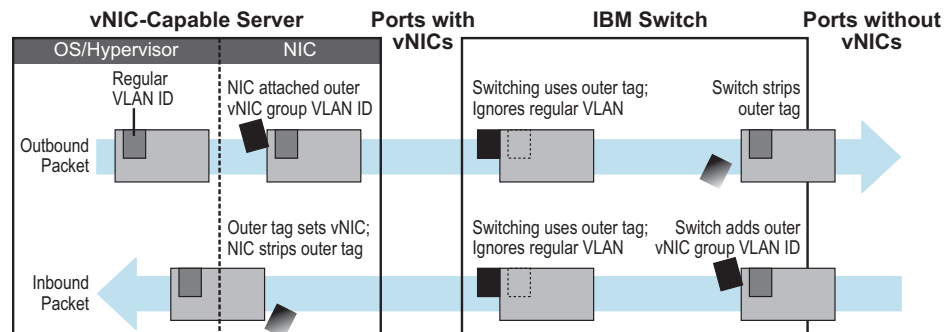 vNIC-Capable Server
Ports with
vNICs
IBM Switch
Ports without
vNICs
OS/Hypervisor
NIC
Regular
VLAN ID
NIC attached outer
vNIC group VLAN ID
Switching uses outer tag;
Ignores regular VLAN
Switch strips
outer tag
Outbound
Packet
Outer tag sets vNIC;
NIC strips outer tag
Switching uses outer tag;
Ignores regular VLAN
Switch adds outer
vNIC group VLAN ID
Inbound
Packet